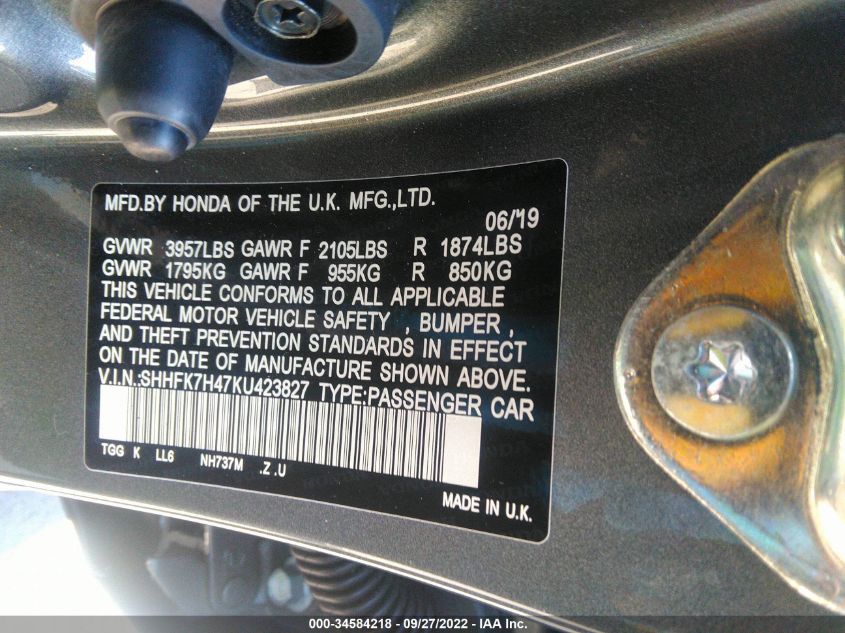 MFD.BY HONDA OF THE U.K. MFG.,LTD.
06/'19
GVWR 3957LBS GAWR F 2105LBS R 1874LBS
GVWR 1795KG GAWR F 955KG R 850KG
THIS VEHICLE CONFORMS TO ALL APPLICABLE
FEDERAL MOTOR VEHICLE SAFETY , BUMPER ,
AND THEFT PREVENTION STANDARDS IN EFFECT
ON THE DATE OF MANUFACTURE SHOWN ABOVE.
V.I.N.:SHHFK7H47KU423827 TYPE:PASSENGER CAR
TGG K LL6 NH737M .Z .U
MADE IN U.K.
000-34584218 - 09/27/2022 - IAA Inc.